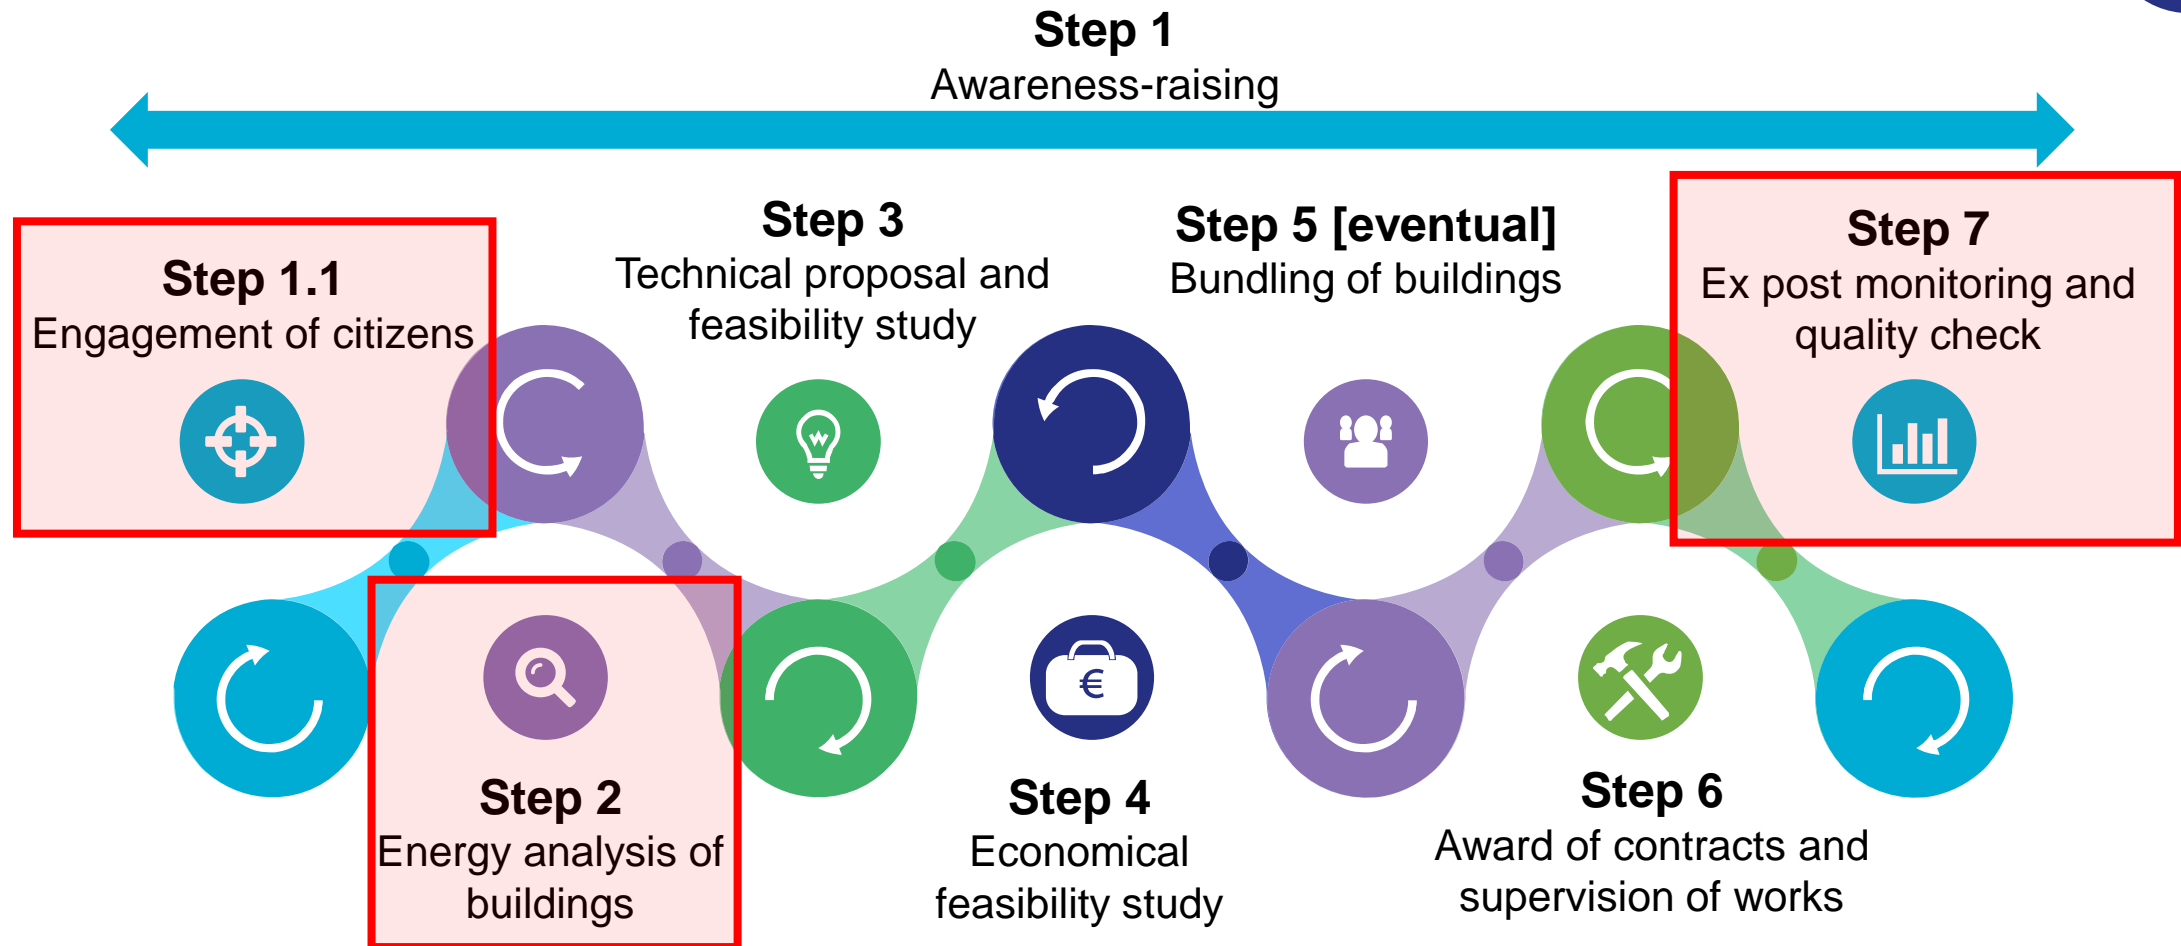 Step 1
Awareness-raising
Step 1.1
Engagement of citizens
Step 2
Energy analysis of
buildings
Step 3
Technical proposal and
feasibility study
€
Step 4
Economical
feasibility study
Step 5 [eventual]
Bundling of buildings
Step 6
Award of contracts and
supervision of works
Step 7
Ex post monitoring and
quality check